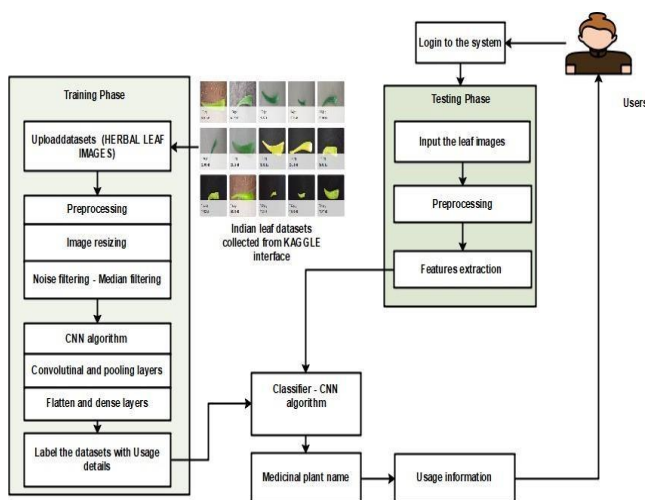 Login to the system
Users
Training Phase
Uploaddatasets (HERBAL LEAF
IMAGES)
Preprocessing
Image resizing
Noise filtering - Median filtering
CNN algorithm
Convolutinal and pooling layers
Flatten and dense layers
Label the datasets with Usage
details
Indian leaf datasets
collected from KAGGLE
interface
Testing Phase
Input the leaf images
Preprocessing
Features extraction
Classifier - CNN
algorithm
Medicinal plant name
Usage information